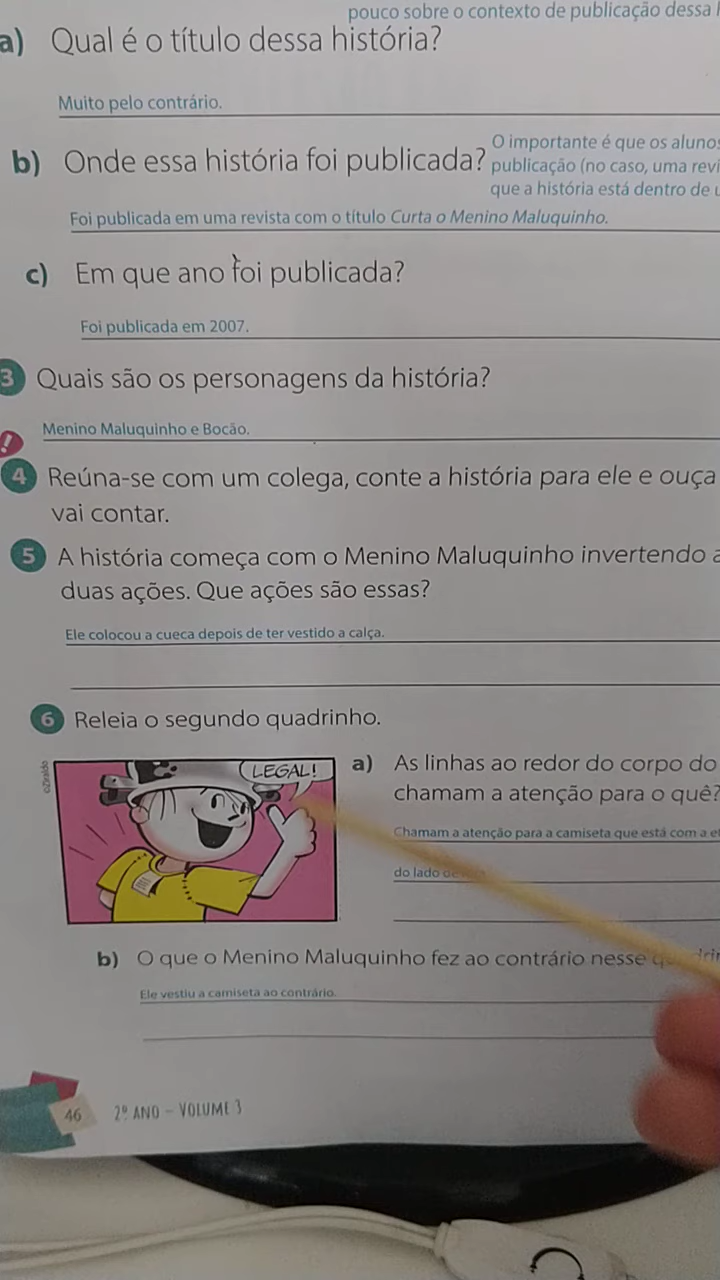 pouco sobre o contexto de publicação dessa
a) Qual é o título dessa história?
Muito pelo contrário.
b) Onde essa história foi publicada?
O importante é que os alunos
publicação (no caso, uma revi
que a história está dentro de
Foi publicada em uma revista com o título Curta o Menino Maluquinho.
c) Em que ano foi publicada?
Foi publicada em 2007.
3 Quais são os personagens da história?
Menino Maluquinho e Bocão.
!
4 Reúna-se com um colega, conte a história para ele e ouça
vai contar.
5 A história começa com o Menino Maluquinho invertendo a
duas ações. Que ações são essas?
Ele colocou a cueca depois de ter vestido a calça.
6 Releia o segundo quadrinho.
©Ziraldo
LEGAL!
a) As linhas ao redor do corpo do
chamam a atenção para o quê?
Chamam a atenção para a camiseta que está com a
do lado
b) O que o Menino Maluquinho fez ao contrário nesse
Ele vestiu a camiseta ao contrário.
46 2º ANO – VOLUME 3